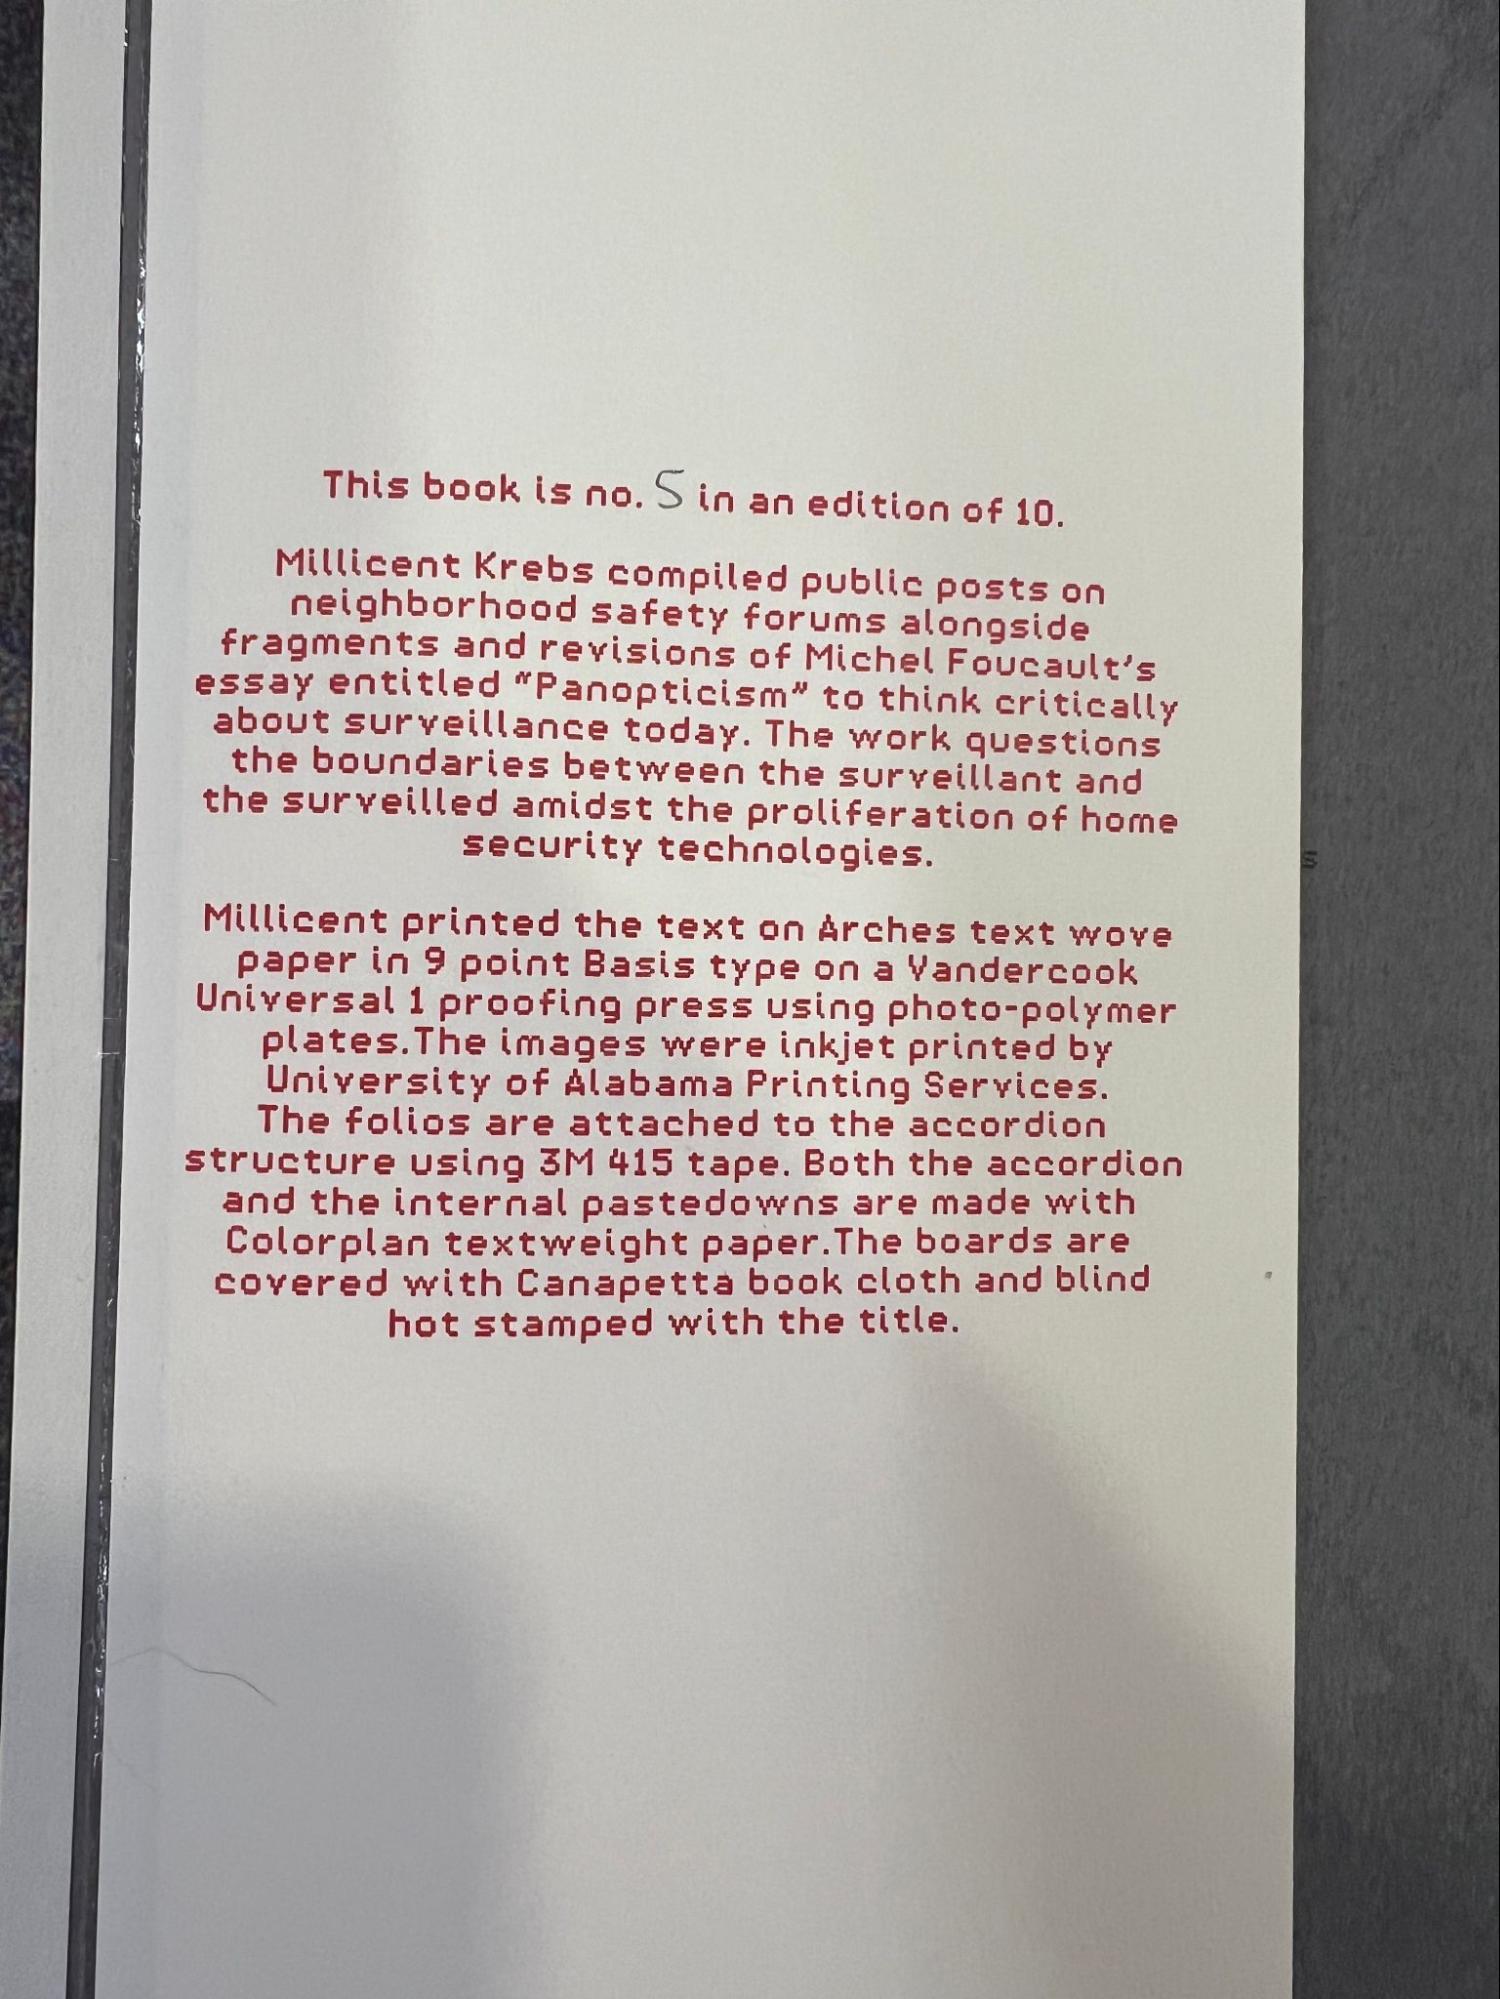 This book is no. 5 in an edition of 10.
Millicent Krebs compiled public posts on
neighborhood safety forums alongside
fragments and revisions of Michel Foucault’s
essay entitled “Panopticism” to think critically
about surveillance today. The work questions
the boundaries between the surveillant and
the surveilled amidst the proliferation of home
security technologies.
Millicent printed the text on Arches text wove
paper in 9 point Basis type on a Vandercook
Universal 1 proofing press using photo-polymer
plates.The images were inkjet printed by
University of Alabama Printing Services.
The folios are attached to the accordion
structure using 3M 415 tape. Both the accordion
and the internal pastedowns are made with
Colorplan textweight paper.The boards are
covered with Canapetta book cloth and blind
hot stamped with the title.